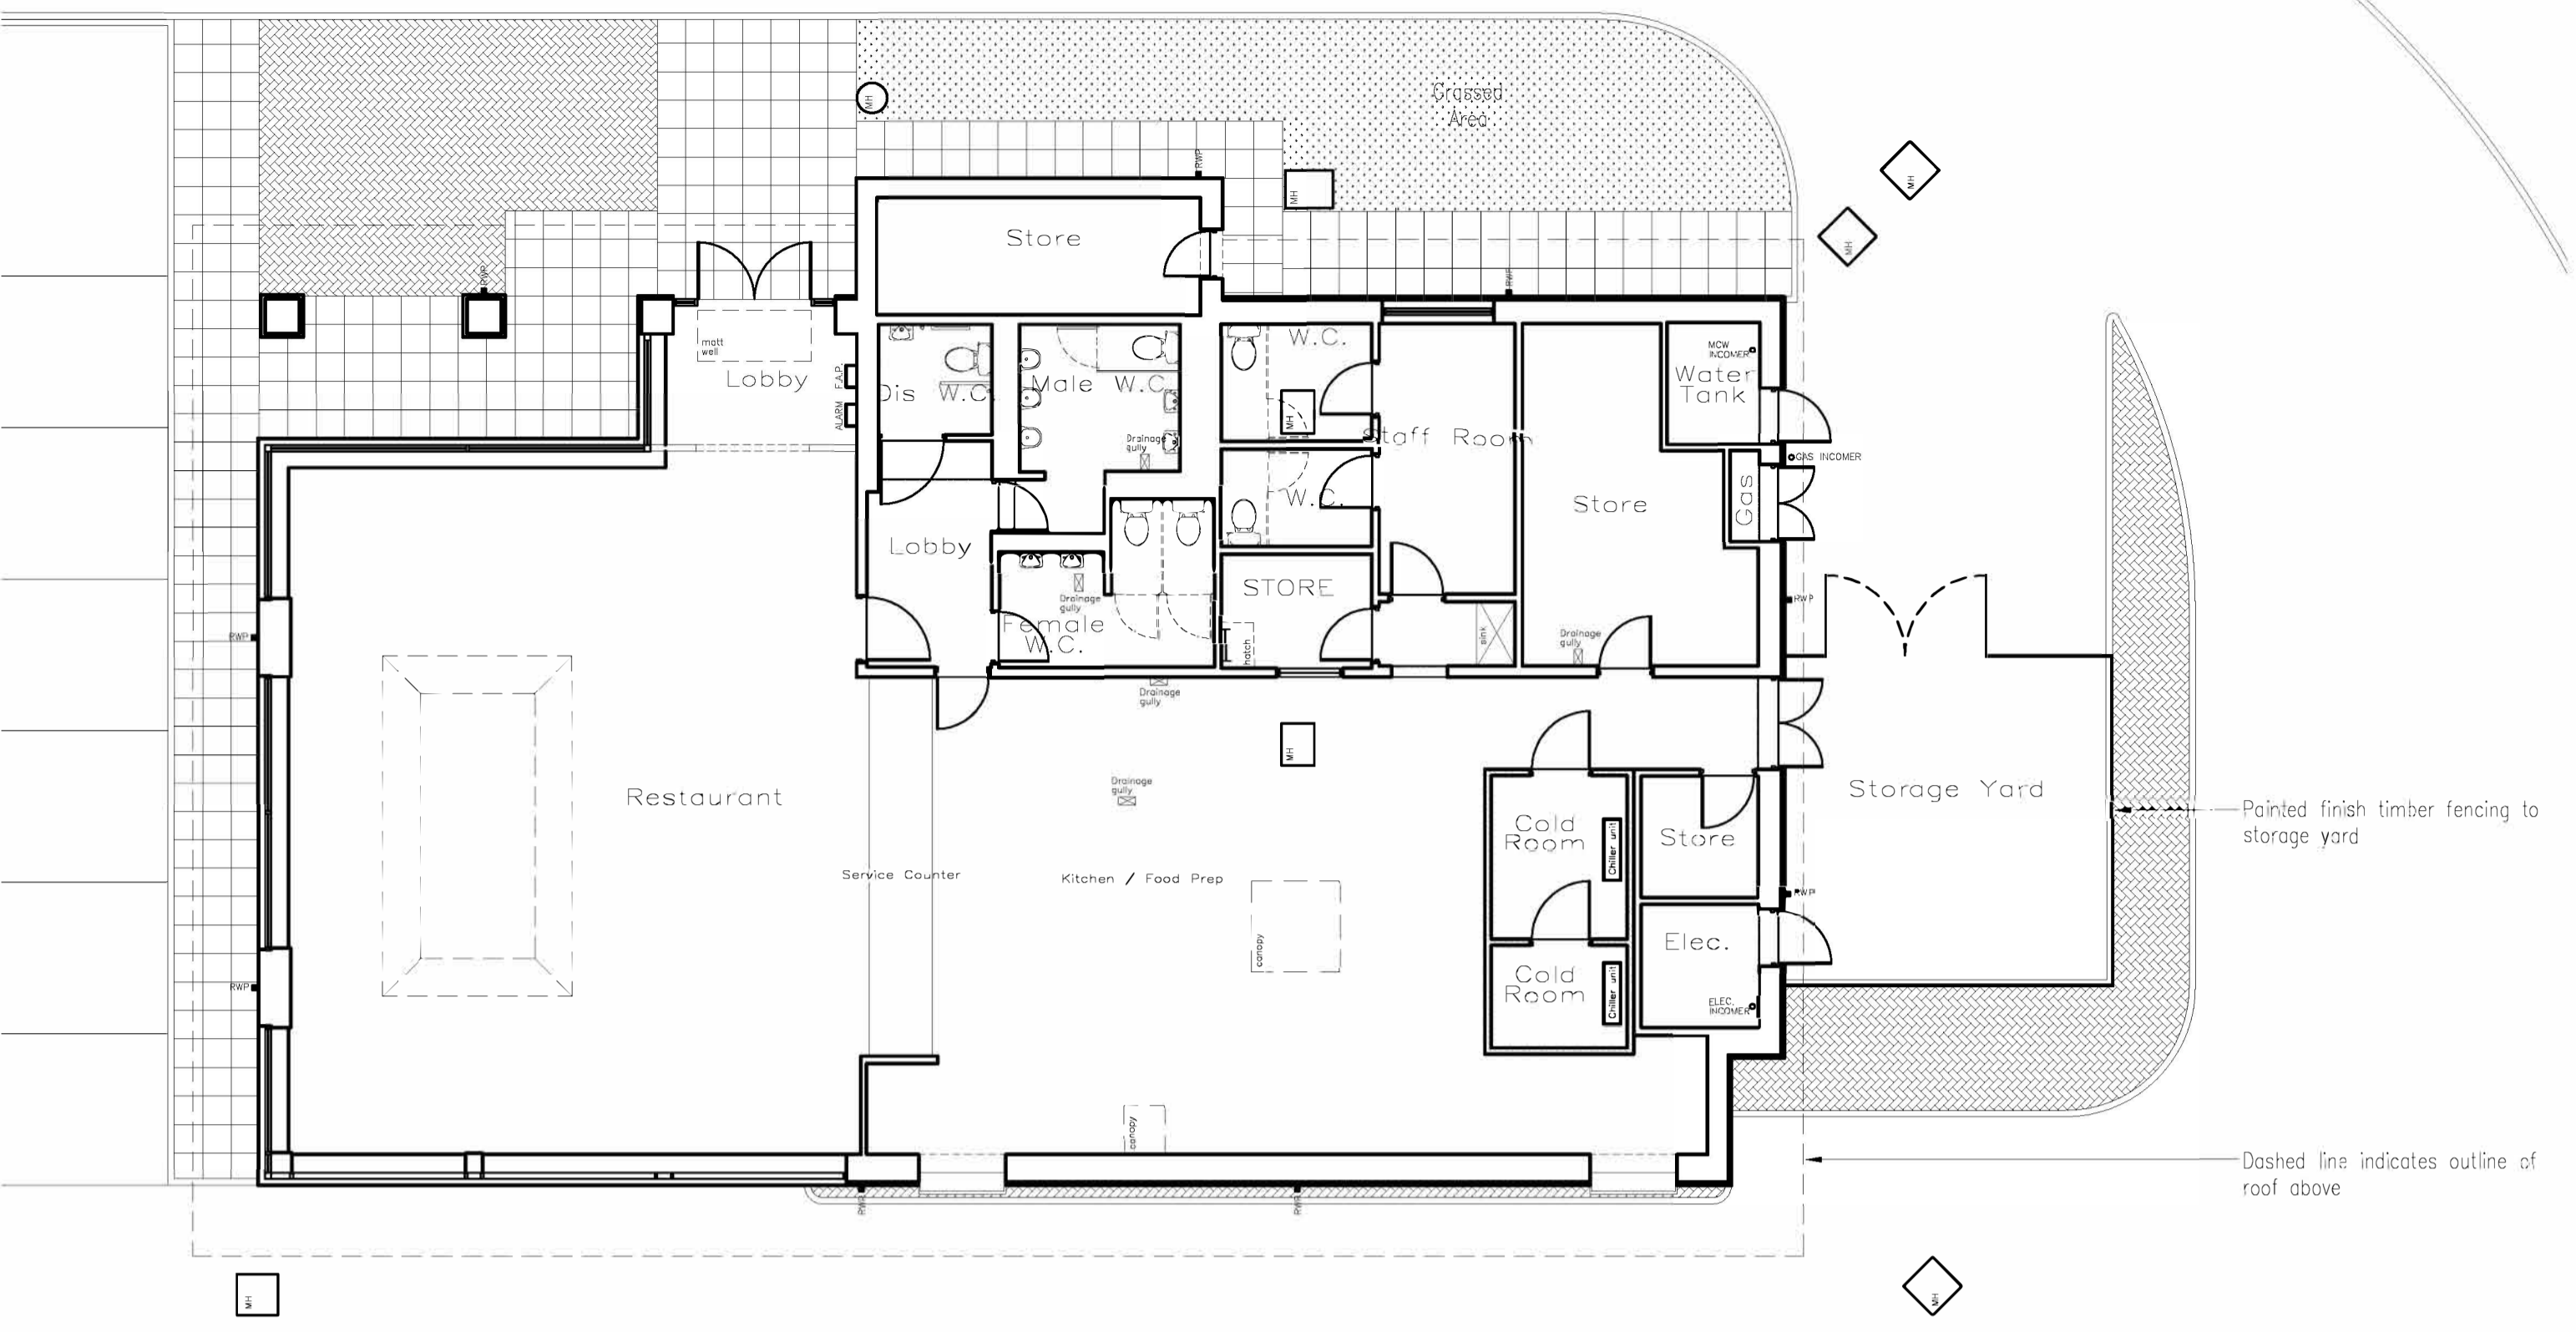 Grassed
Area
MH
RWP
MH
MH
MH
Store
RWP
RWP
matt
well
Lobby
F.A.P
ALARM
Dis W.C.
Male W.C.
Drainage
gully
W.C.
MH
Staff Room
MCW
INCOMER
Water
Tank
GAS INCOMER
Gas
W.C.
Store
Lobby
Drainage
gully
Female
W.C.
STORE
hatch
sink
Drainage
gully
RWP
RWP
Drainage
gully
MH
Drainage
gully
Restaurant
Storage Yard
Painted finish timber fencing to
storage yard
Cold
Room
Chiller unit
Store
Service Counter
Kitchen / Food Prep
RWP
canopy
Elec.
Cold
Room
Chiller unit
ELEC.
INCOMER
RWP
canopy
Dashed line indicates outline of
roof above
RWP
RWP
MH
MH